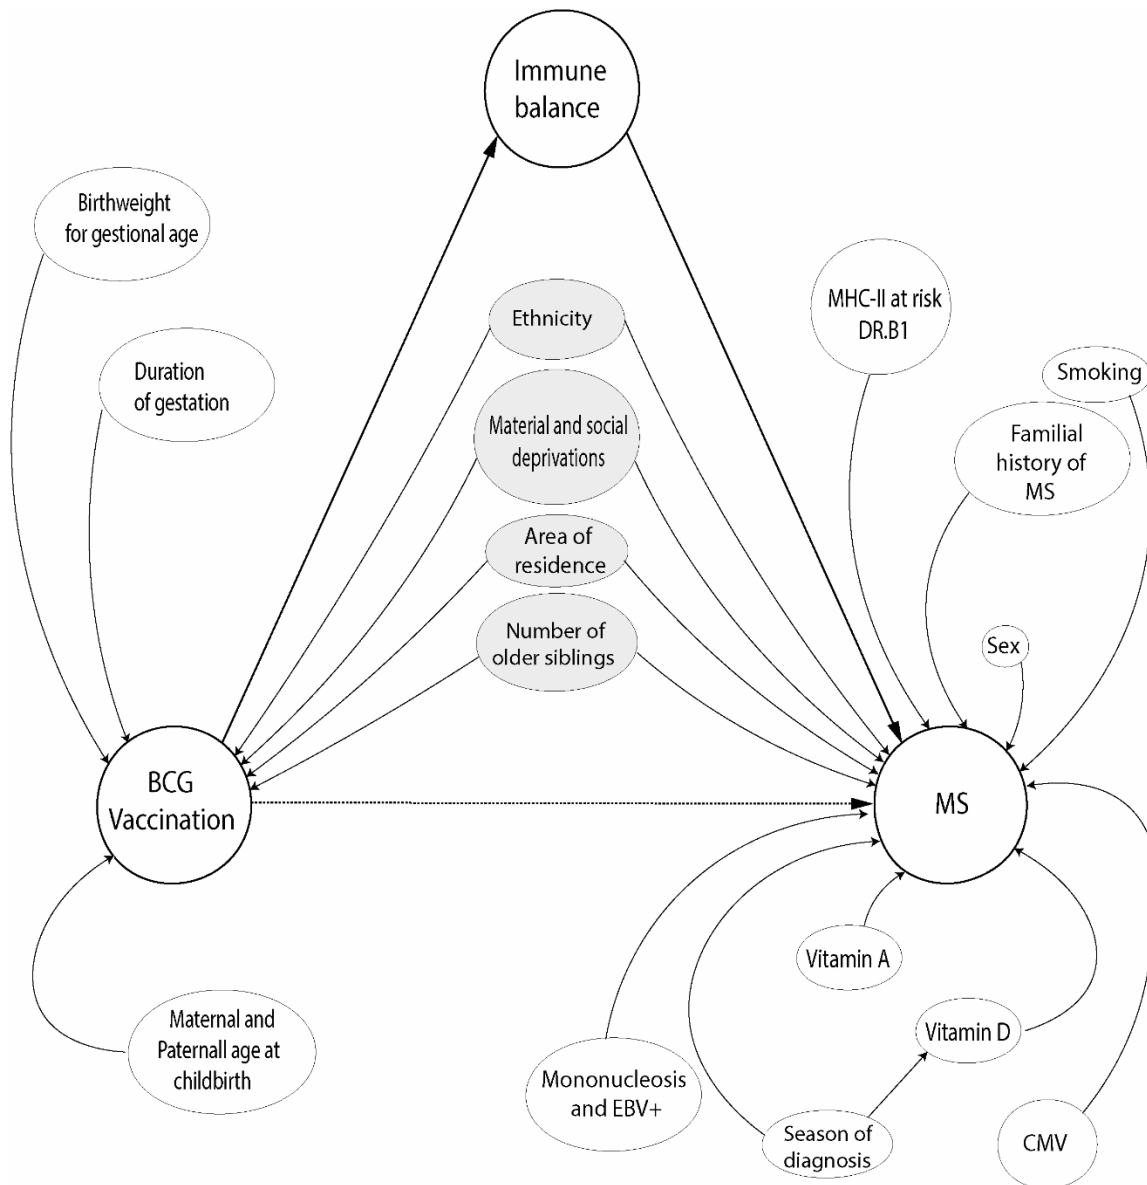 Immune
balance
Birthweight
for gestional age
Duration
of gestation
Ethnicity
Material and social
deprivations
Area of
residence
Number of
older siblings
MHC-II at risk
DR.B1
Smoking
Familial
history of
MS
Sex
BCG
Vaccination
MS
Vitamin A
Vitamin D
Maternal and
Paternall age at
childbirth
Mononucleosis
and EBV+
Season of
diagnosis
CMV